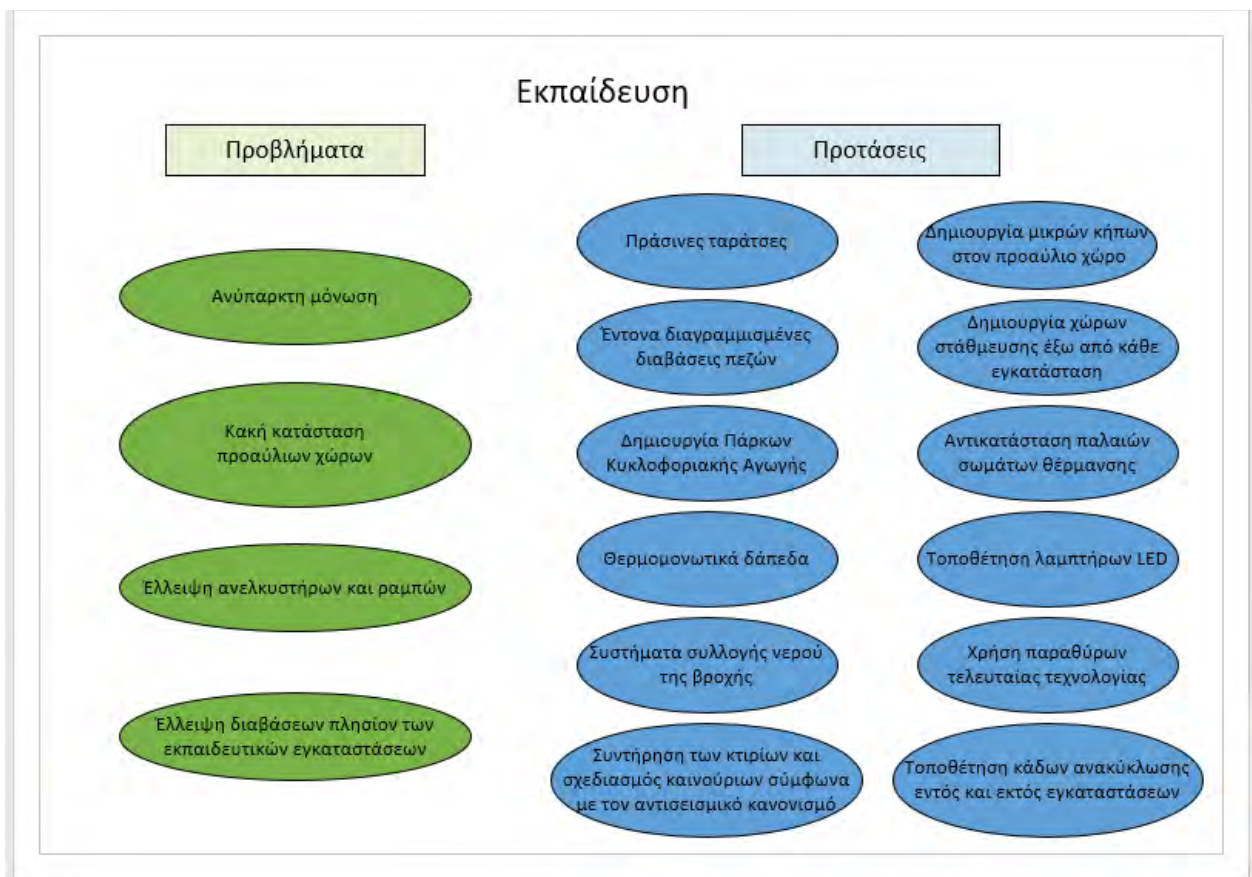 Εκπαίδευση
Προβλήματα
Ανύπαρκτη μόνωση
Κακή κατάσταση
προαύλιων χώρων
Έλλειψη ανελκυστήρων και ραμπών
Έλλειψη διαβάσεων πλησίον των
εκπαιδευτικών εγκαταστάσεων
Προτάσεις
Πράσινες ταράτσες
Έντονα διαγραμμισμένες
διαβάσεις πεζών
Δημιουργία Πάρκων
Κυκλοφοριακής Αγωγής
Θερμομονωτικά δάπεδα
Συστήματα συλλογής νερού
της βροχής
Συντήρηση των κτιρίων και
σχεδιασμός καινούριων σύμφωνα
με τον αντισεισμικό κανονισμό
Δημιουργία μικρών κήπων
στον προαύλιο χώρο
Δημιουργία χώρων
στάθμευσης έξω από κάθε
εγκατάσταση
Αντικατάσταση παλαιών
σωμάτων θέρμανσης
Τοποθέτηση λαμπτήρων LED
Χρήση παραθύρων
τελευταίας τεχνολογίας
Τοποθέτηση κάδων ανακύκλωσης
εντός και εκτός εγκαταστάσεων